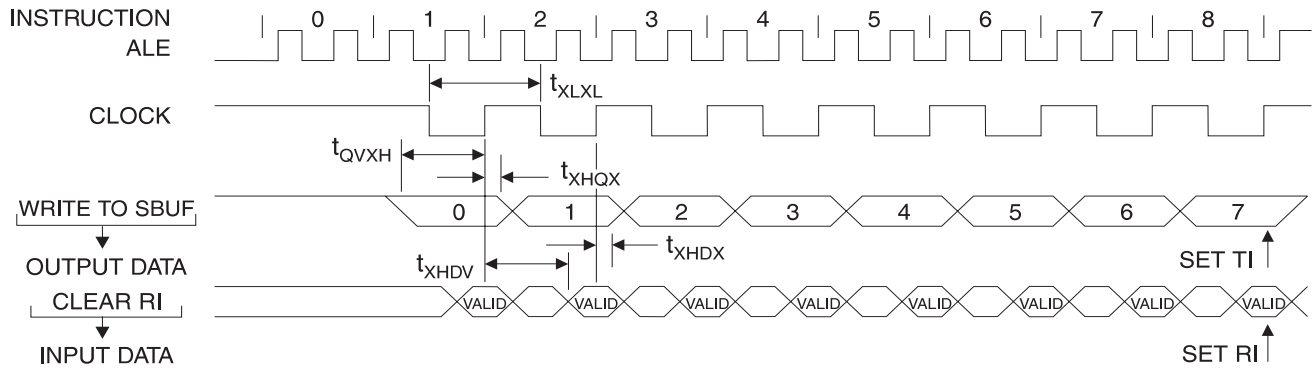 INSTRUCTION 0 1 2 3 4 5 6 7 8
ALE
tXLXL
CLOCK
tQVXH
tXHQX
WRITE TO SBUF 0 1 2 3 4 5 6 7
tXHDX
OUTPUT DATA tXHDV SET TI
CLEAR RI VALID VALID VALID VALID VALID VALID VALID VALID
INPUT DATA SET RI